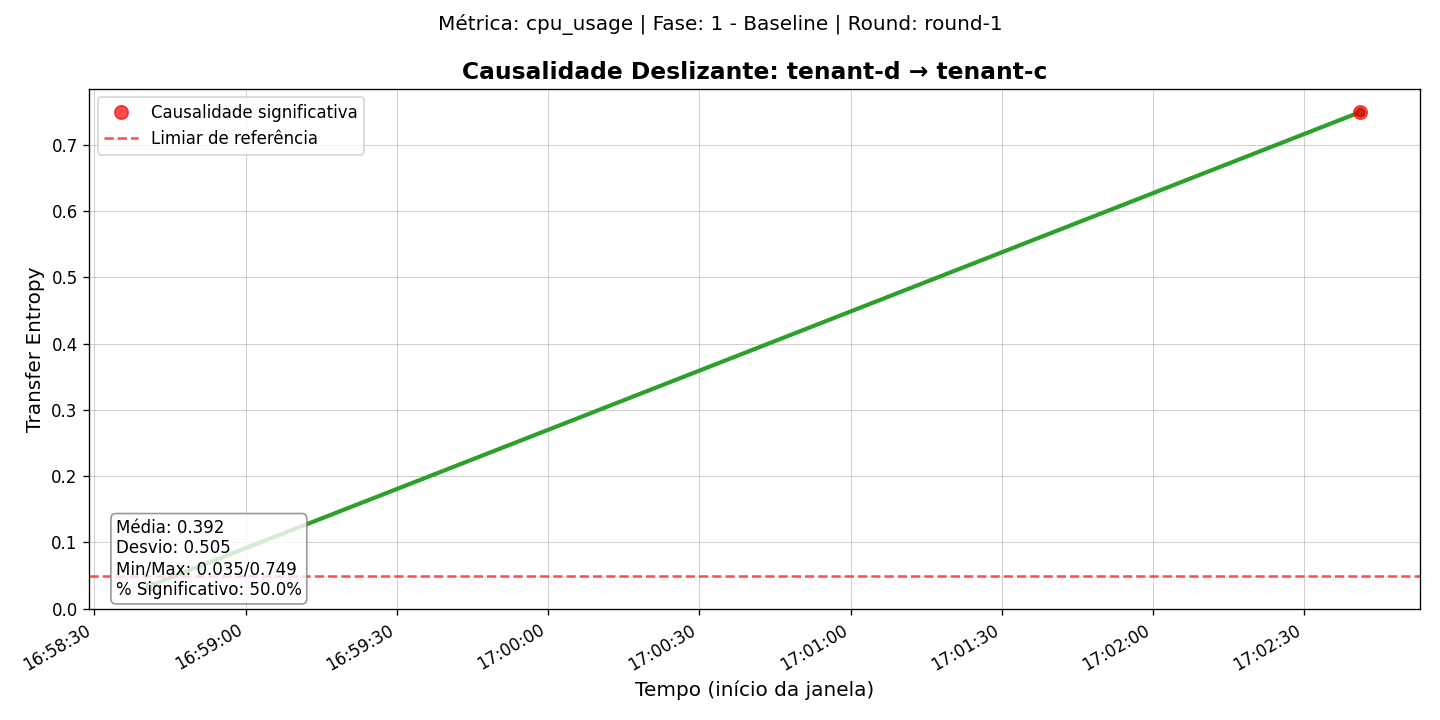 Métrica: cpu_usage | Fase: 1 - Baseline | Round: round-1
Causalidade Deslizante: tenant-d → tenant-c
Causalidade significativa
Limiar de referência
Transfer Entropy
0.7
0.6
0.5
0.4
0.3
0.2
0.1
0.0
Média: 0.392
Desvio: 0.505
Min/Max: 0.035/0.749
% Significativo: 50.0%
16:58:30
16:59:00
16:59:30
17:00:00
17:00:30
17:01:00
17:01:30
17:02:00
17:02:30
Tempo (início da janela)